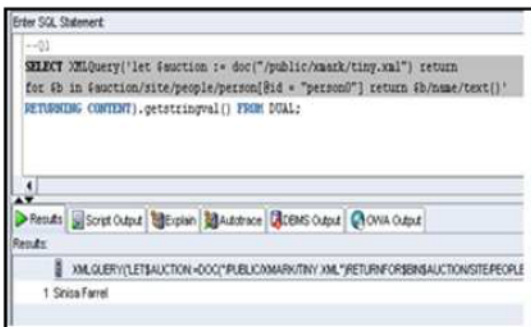 Enter SQL Statement:
--Q1
SELECT XMLQuery('let $auction := doc("/public/xmark/tiny.xml") return
for $b in $auction/site/people/person[@id = "person0"] return $b/name/text()'
RETURNING CONTENT).getstringval() FROM DUAL;
Results Script Output Explain Autotrace DBMS Output OWA Output
Results:
XMLQUERY('LET$AUCTION:=DOC("/PUBLIC/XMARK/TINY.XML")RETURNFOR$BIN$AUCTION/SITE/PEOPLE
1 Sinisa Farrel